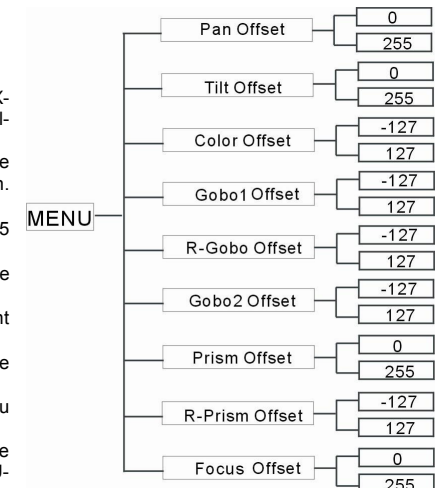 MENU
Pan Offset
0
255
Tilt Offset
0
255
Color Offset
-127
127
Gobo1 Offset
-127
127
R-Gobo Offset
-127
127
Gobo2 Offset
-127
127
Prism Offset
0
255
R-Prism Offset
-127
127
Focus Offset
0
255